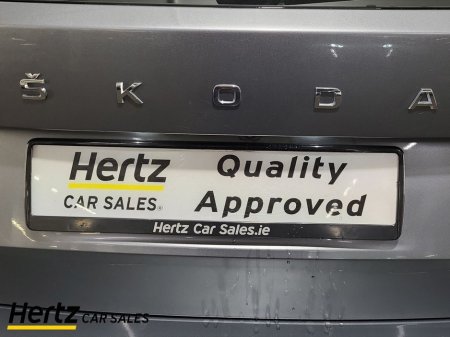 ŠKODA
Hertz
CAR SALES
Quality
Approved
Hertz Car Sales.ie
Hertz CAR SALES